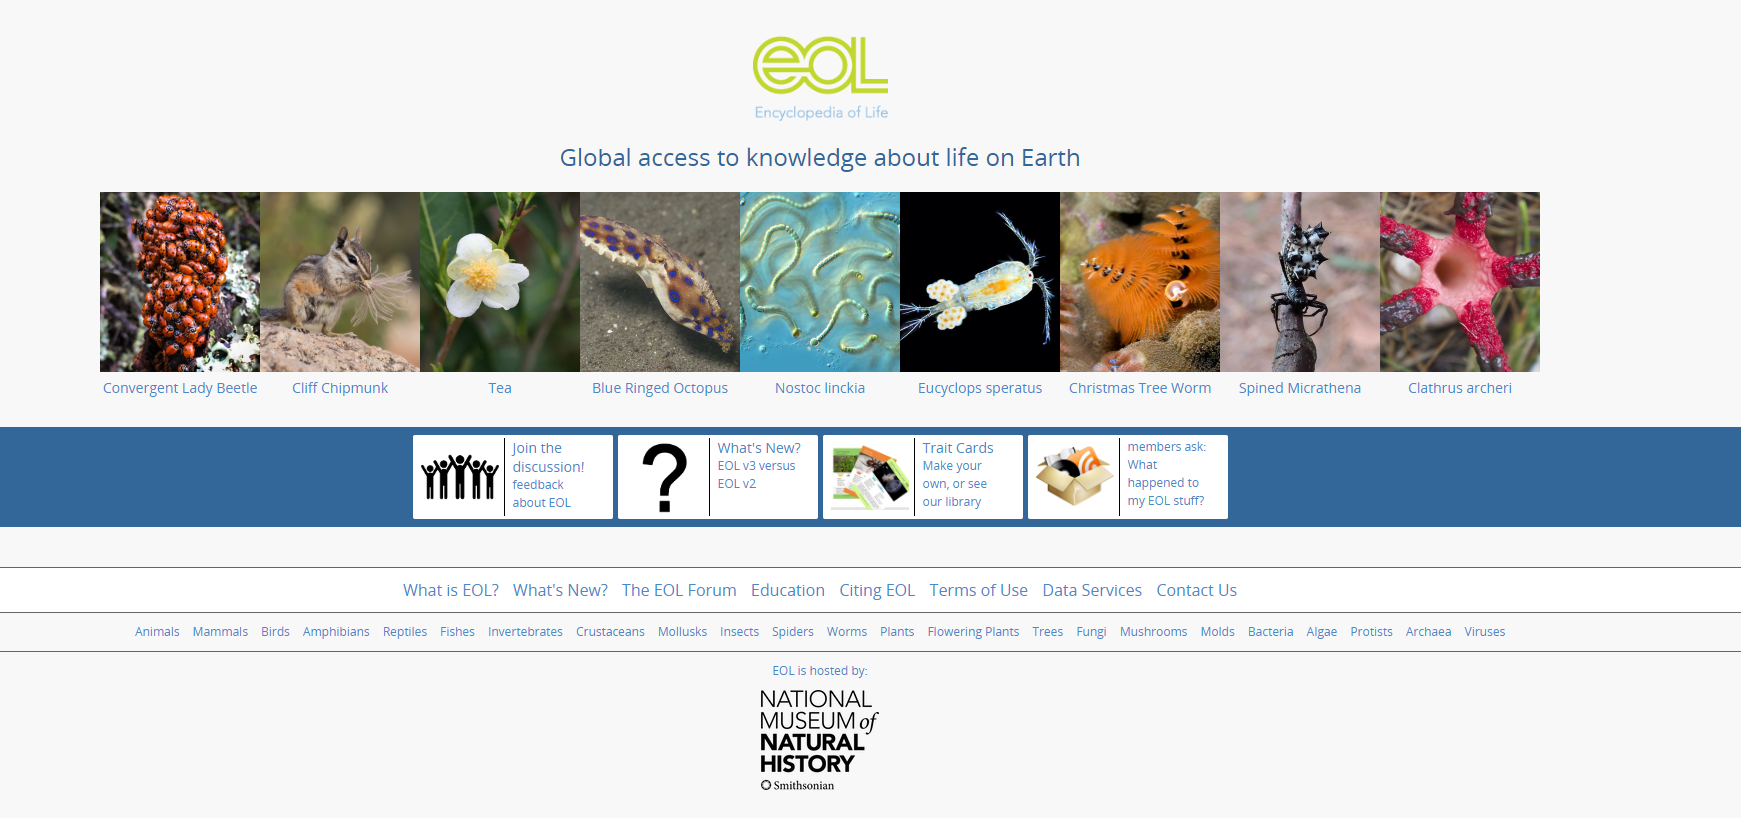 eol
Encyclopedia of Life
Global access to knowledge about life on Earth
Convergent Lady Beetle
Cliff Chipmunk
Tea
Blue Ringed Octopus
Nostoc linckia
Eucyclops speratus
Christmas Tree Worm
Spined Micrathena
Clathrus archeri
Join the
discussion!
feedback
about EOL
?
What's New?
EOL v3 versus
EOL v2
Trait Cards
Make your
own, or see
our library
members ask:
What
happened to
my EOL stuff?
What is EOL? What's New? The EOL Forum Education Citing EOL Terms of Use Data Services Contact Us
Animals Mammals Birds Amphibians Reptiles Fishes Invertebrates Crustaceans Mollusks Insects Spiders Worms Plants Flowering Plants Trees Fungi Mushrooms Molds Bacteria Algae Protists Archaea Viruses
EOL is hosted by:
NATIONAL
MUSEUM of
NATURAL
HISTORY
Smithsonian